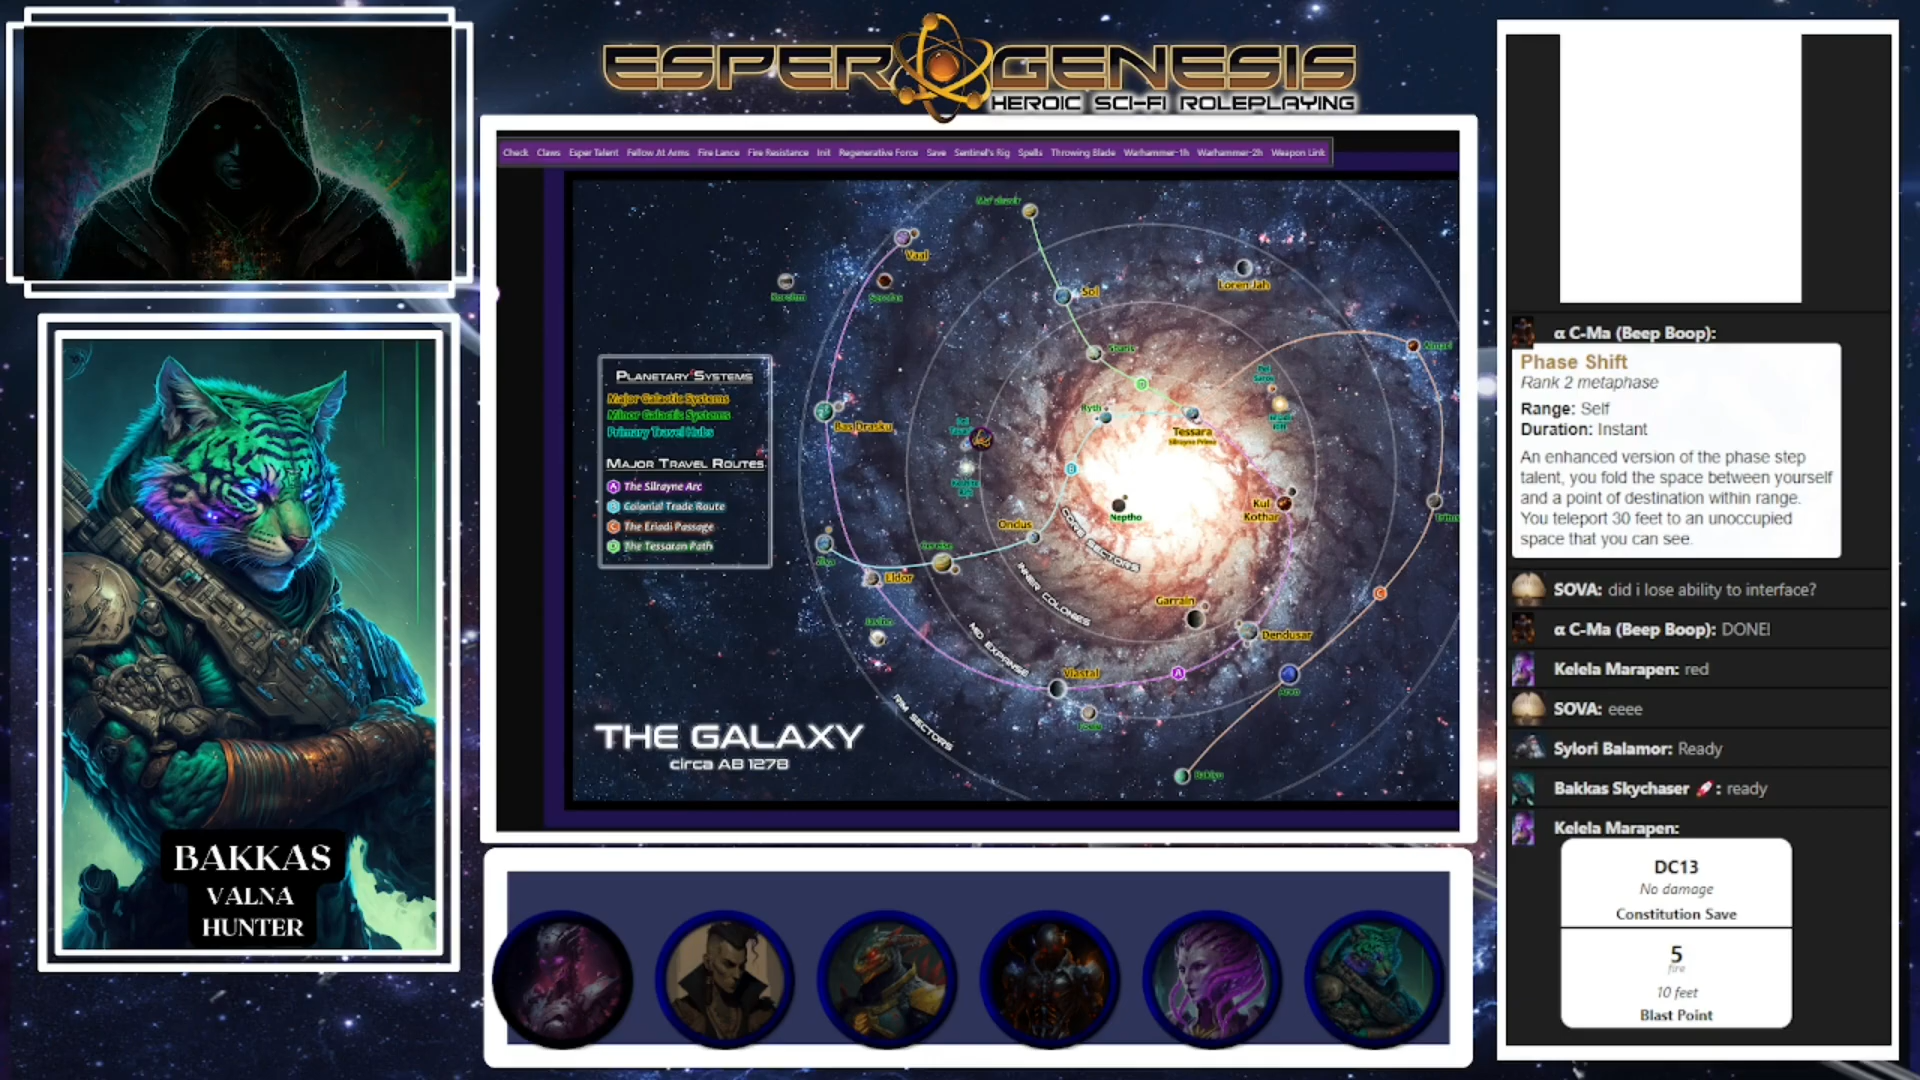 ESPER GENESIS
HEROIC SCI-FI ROLEPLAYING
Check Claws Esper Talent Fellow At Arms Fire Lance Fire Resistance Init Regenerative Force Save Sentinel's Rig Spells Throwing Blade Warhammer-1h Warhammer-2h Weapon Link
Vaal
Sol
Loren Jah
PLANETARY SYSTEMS
Major Galactic Systems
Minor Galactic Systems
Primary Travel Hubs
MAJOR TRAVEL ROUTES
A The Silrayne Arc
B Colonial Trade Route
C The Eriadi Passage
D The Tessaran Path
D
Bas Drasku
Ryth
Tessara
Silrayne Prime
B
Kul
Kothar
Neptho
Ondus
CORE SECTORS
Eldor
INNER COLONIES
C
Garrain
Dendusar
MID EXPANSE
Vlastal
A
RIM SECTORS
THE GALAXY
circa AB 1278
BAKKAS
VALNA
HUNTER
α C-Ma (Beep Boop):
Phase Shift
Rank 2 metaphase
Range: Self
Duration: Instant
An enhanced version of the phase step
talent, you fold the space between yourself
and a point of destination within range.
You teleport 30 feet to an unoccupied
space that you can see.
SOVA: did i lose ability to interface?
α C-Ma (Beep Boop): DONE!
Kelela Marapen: red
SOVA: eeee
Sylori Balamor: Ready
Bakkas Skychaser 🚀: ready
Kelela Marapen:
DC13
No damage
Constitution Save
5
fire
10 feet
Blast Point